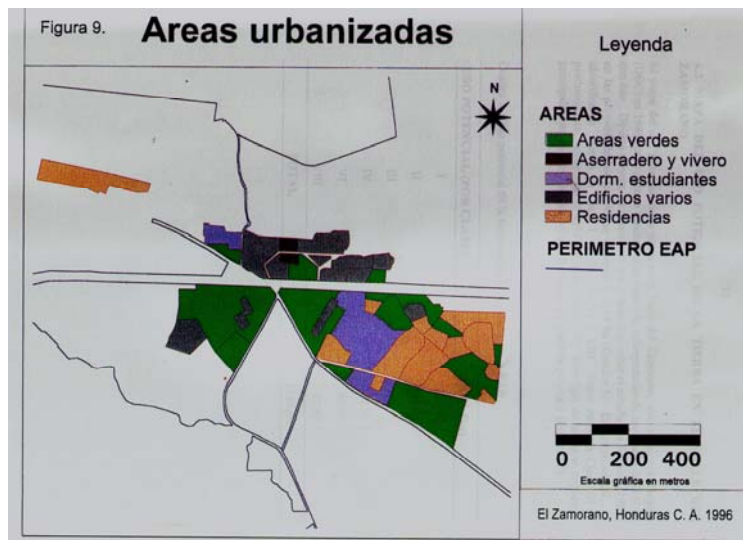 Figura 9.
Areas urbanizadas
Leyenda
N
AREAS
Areas verdes
Aserradero y vivero
Dorm. estudiantes
Edificios varios
Residencias
PERIMETRO EAP
0 200 400
Escala gráfica en metros
El Zamorano, Honduras C. A. 1996